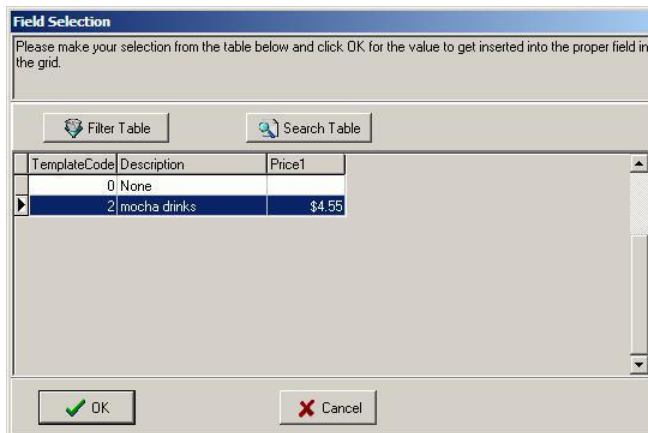 Field Selection
Please make your selection from the table below and click OK for the value to get inserted into the proper field in
the grid.
Filter Table Search Table
TemplateCode Description Price1
0 None
2 mocha drinks $4.55
OK Cancel